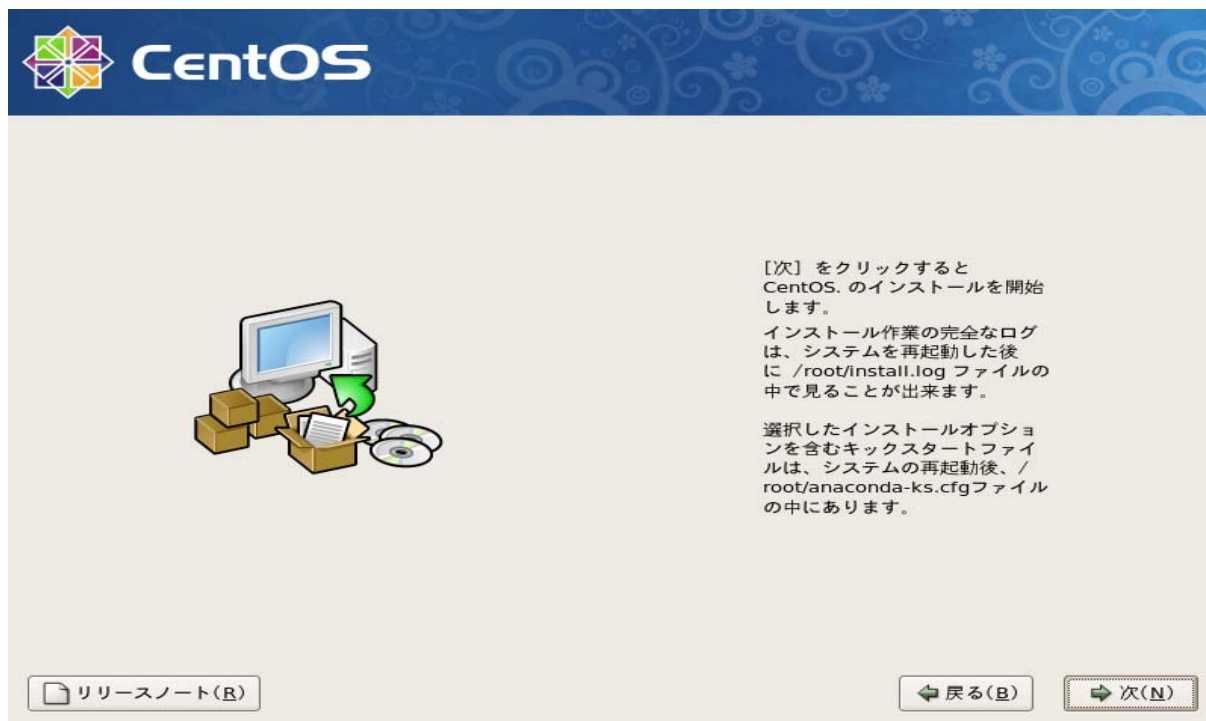 CentOS
［次］をクリックすると
CentOS. のインストールを開始
します。
インストール作業の完全なログ
は、システムを再起動した後
に /root/install.log ファイルの
中で見ることが出来ます。
選択したインストールオプショ
ンを含むキックスタートファイ
ルは、システムの再起動後、/
root/anaconda-ks.cfgファイル
の中にあります。
リリースノート(R)
戻る(B)
次(N)